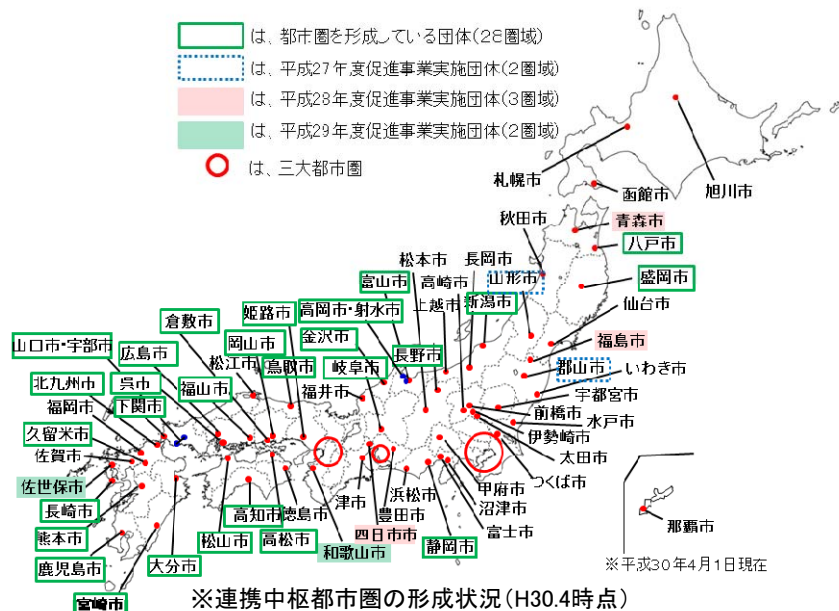 は、都市圏を形成している団体(28圏域)
は、平成27年度促進事業実施団体(2圏域)
は、平成28年度促進事業実施団体(3圏域)
は、平成29年度促進事業実施団体(2圏域)
は、三大都市圏
札幌市
旭川市
函館市
秋田市
青森市
八戸市
盛岡市
仙台市
松本市
長岡市
高崎市
山形市
上越市
新潟市
富山市
高岡市・射水市
金沢市
長野市
福島市
郡山市
いわき市
宇都宮市
前橋市
水戸市
伊勢崎市
太田市
つくば市
甲府市
沼津市
富士市
姫路市
倉敷市
岡山市
鳥取市
岐阜市
福井市
山口市・宇部市
広島市
松江市
北九州市
呉市
福山市
福岡市
下関市
久留米市
佐賀市
佐世保市
長崎市
熊本市
鹿児島市
宮崎市
大分市
松山市
高知市
高松市
徳島市
和歌山市
津市
四日市市
豊田市
浜松市
静岡市
那覇市
※平成30年4月1日現在
※連携中枢都市圏の形成状況(H30.4時点)